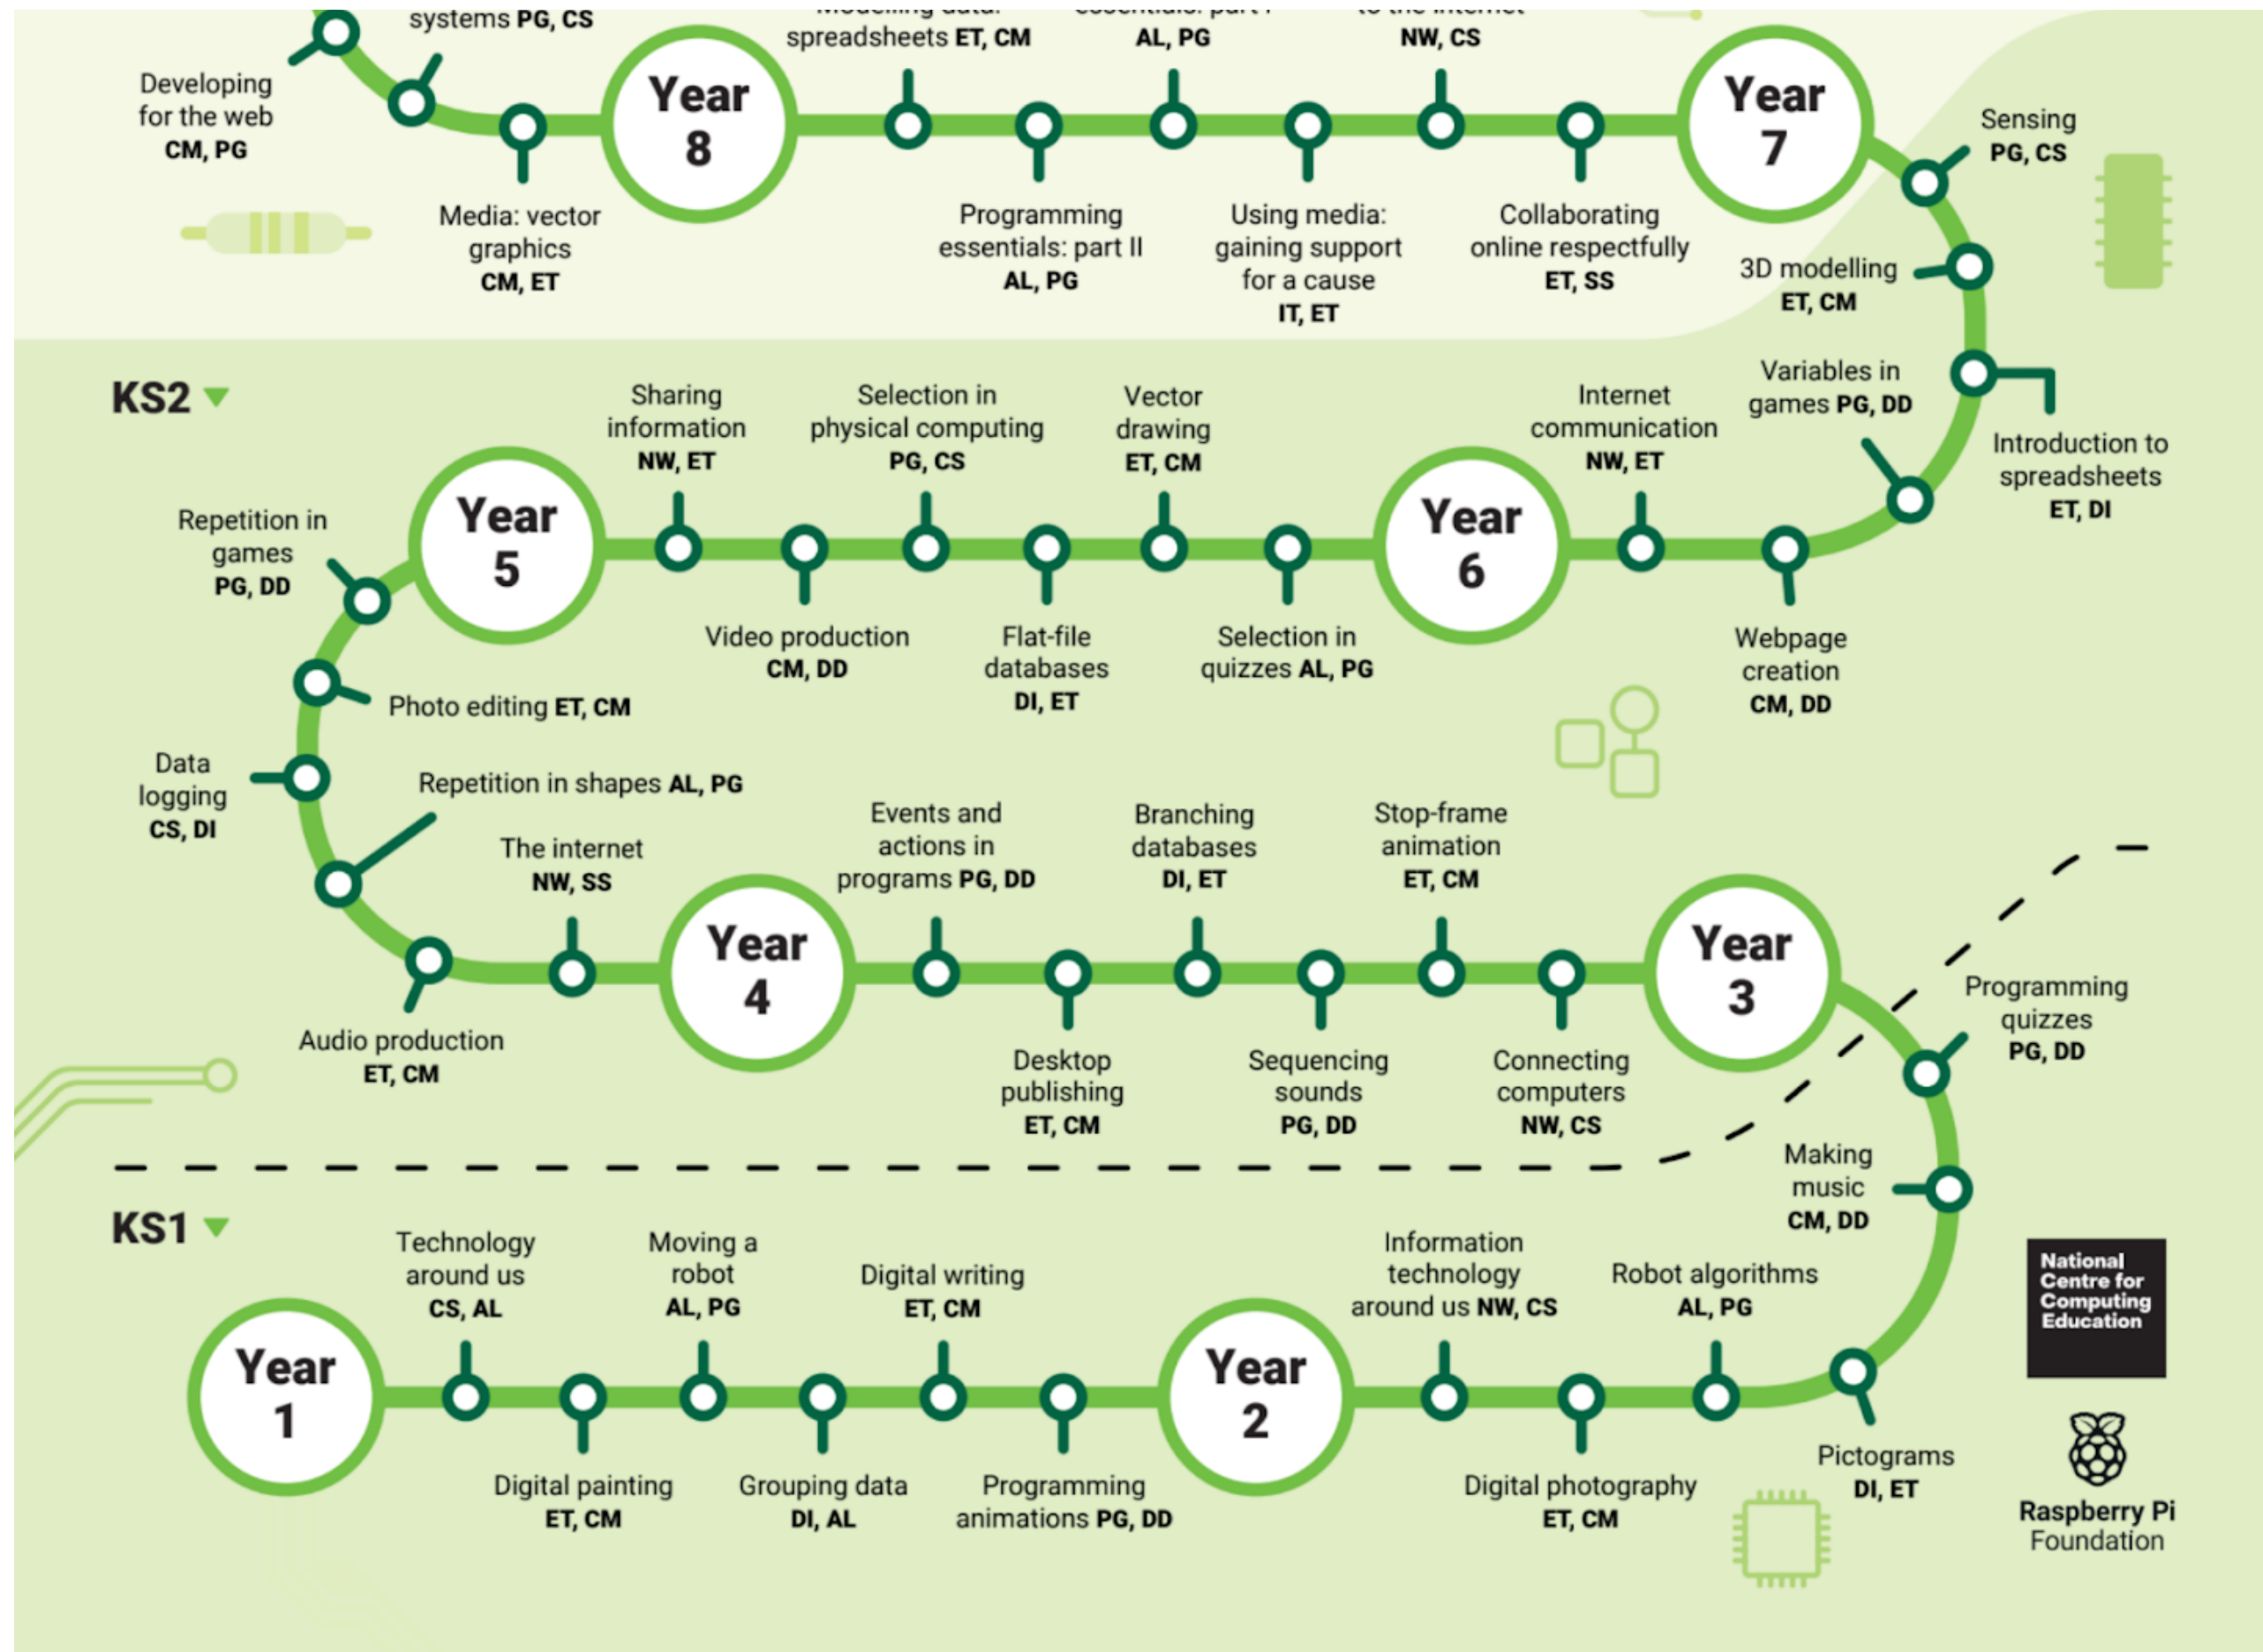 systems PG, CS
Developing
for the web
CM, PG
Media: vector
graphics
CM, ET
Year
8
Modelling data:
spreadsheets ET, CM
Programming
essentials: part II
AL, PG
essentials: part I
AL, PG
Using media:
gaining support
for a cause
IT, ET
to the internet
NW, CS
Collaborating
online respectfully
ET, SS
Year
7
Sensing
PG, CS
3D modelling
ET, CM
Introduction to
spreadsheets
ET, DI
Variables in
games PG, DD
KS2
Repetition in
games
PG, DD
Year
5
Sharing
information
NW, ET
Video production
CM, DD
Selection in
physical computing
PG, CS
Flat-file
databases
DI, ET
Vector
drawing
ET, CM
Selection in
quizzes AL, PG
Year
6
Internet
communication
NW, ET
Webpage
creation
CM, DD
Photo editing ET, CM
Data
logging
CS, DI
Repetition in shapes AL, PG
Audio production
ET, CM
The internet
NW, SS
Year
4
Events and
actions in
programs PG, DD
Desktop
publishing
ET, CM
Branching
databases
DI, ET
Sequencing
sounds
PG, DD
Stop-frame
animation
ET, CM
Connecting
computers
NW, CS
Year
3
Programming
quizzes
PG, DD
Making
music
CM, DD
KS1
Year
1
Technology
around us
CS, AL
Digital painting
ET, CM
Moving a
robot
AL, PG
Grouping data
DI, AL
Digital writing
ET, CM
Programming
animations PG, DD
Year
2
Information
technology
around us NW, CS
Digital photography
ET, CM
Robot algorithms
AL, PG
Pictograms
DI, ET
National
Centre for
Computing
Education
Raspberry Pi
Foundation